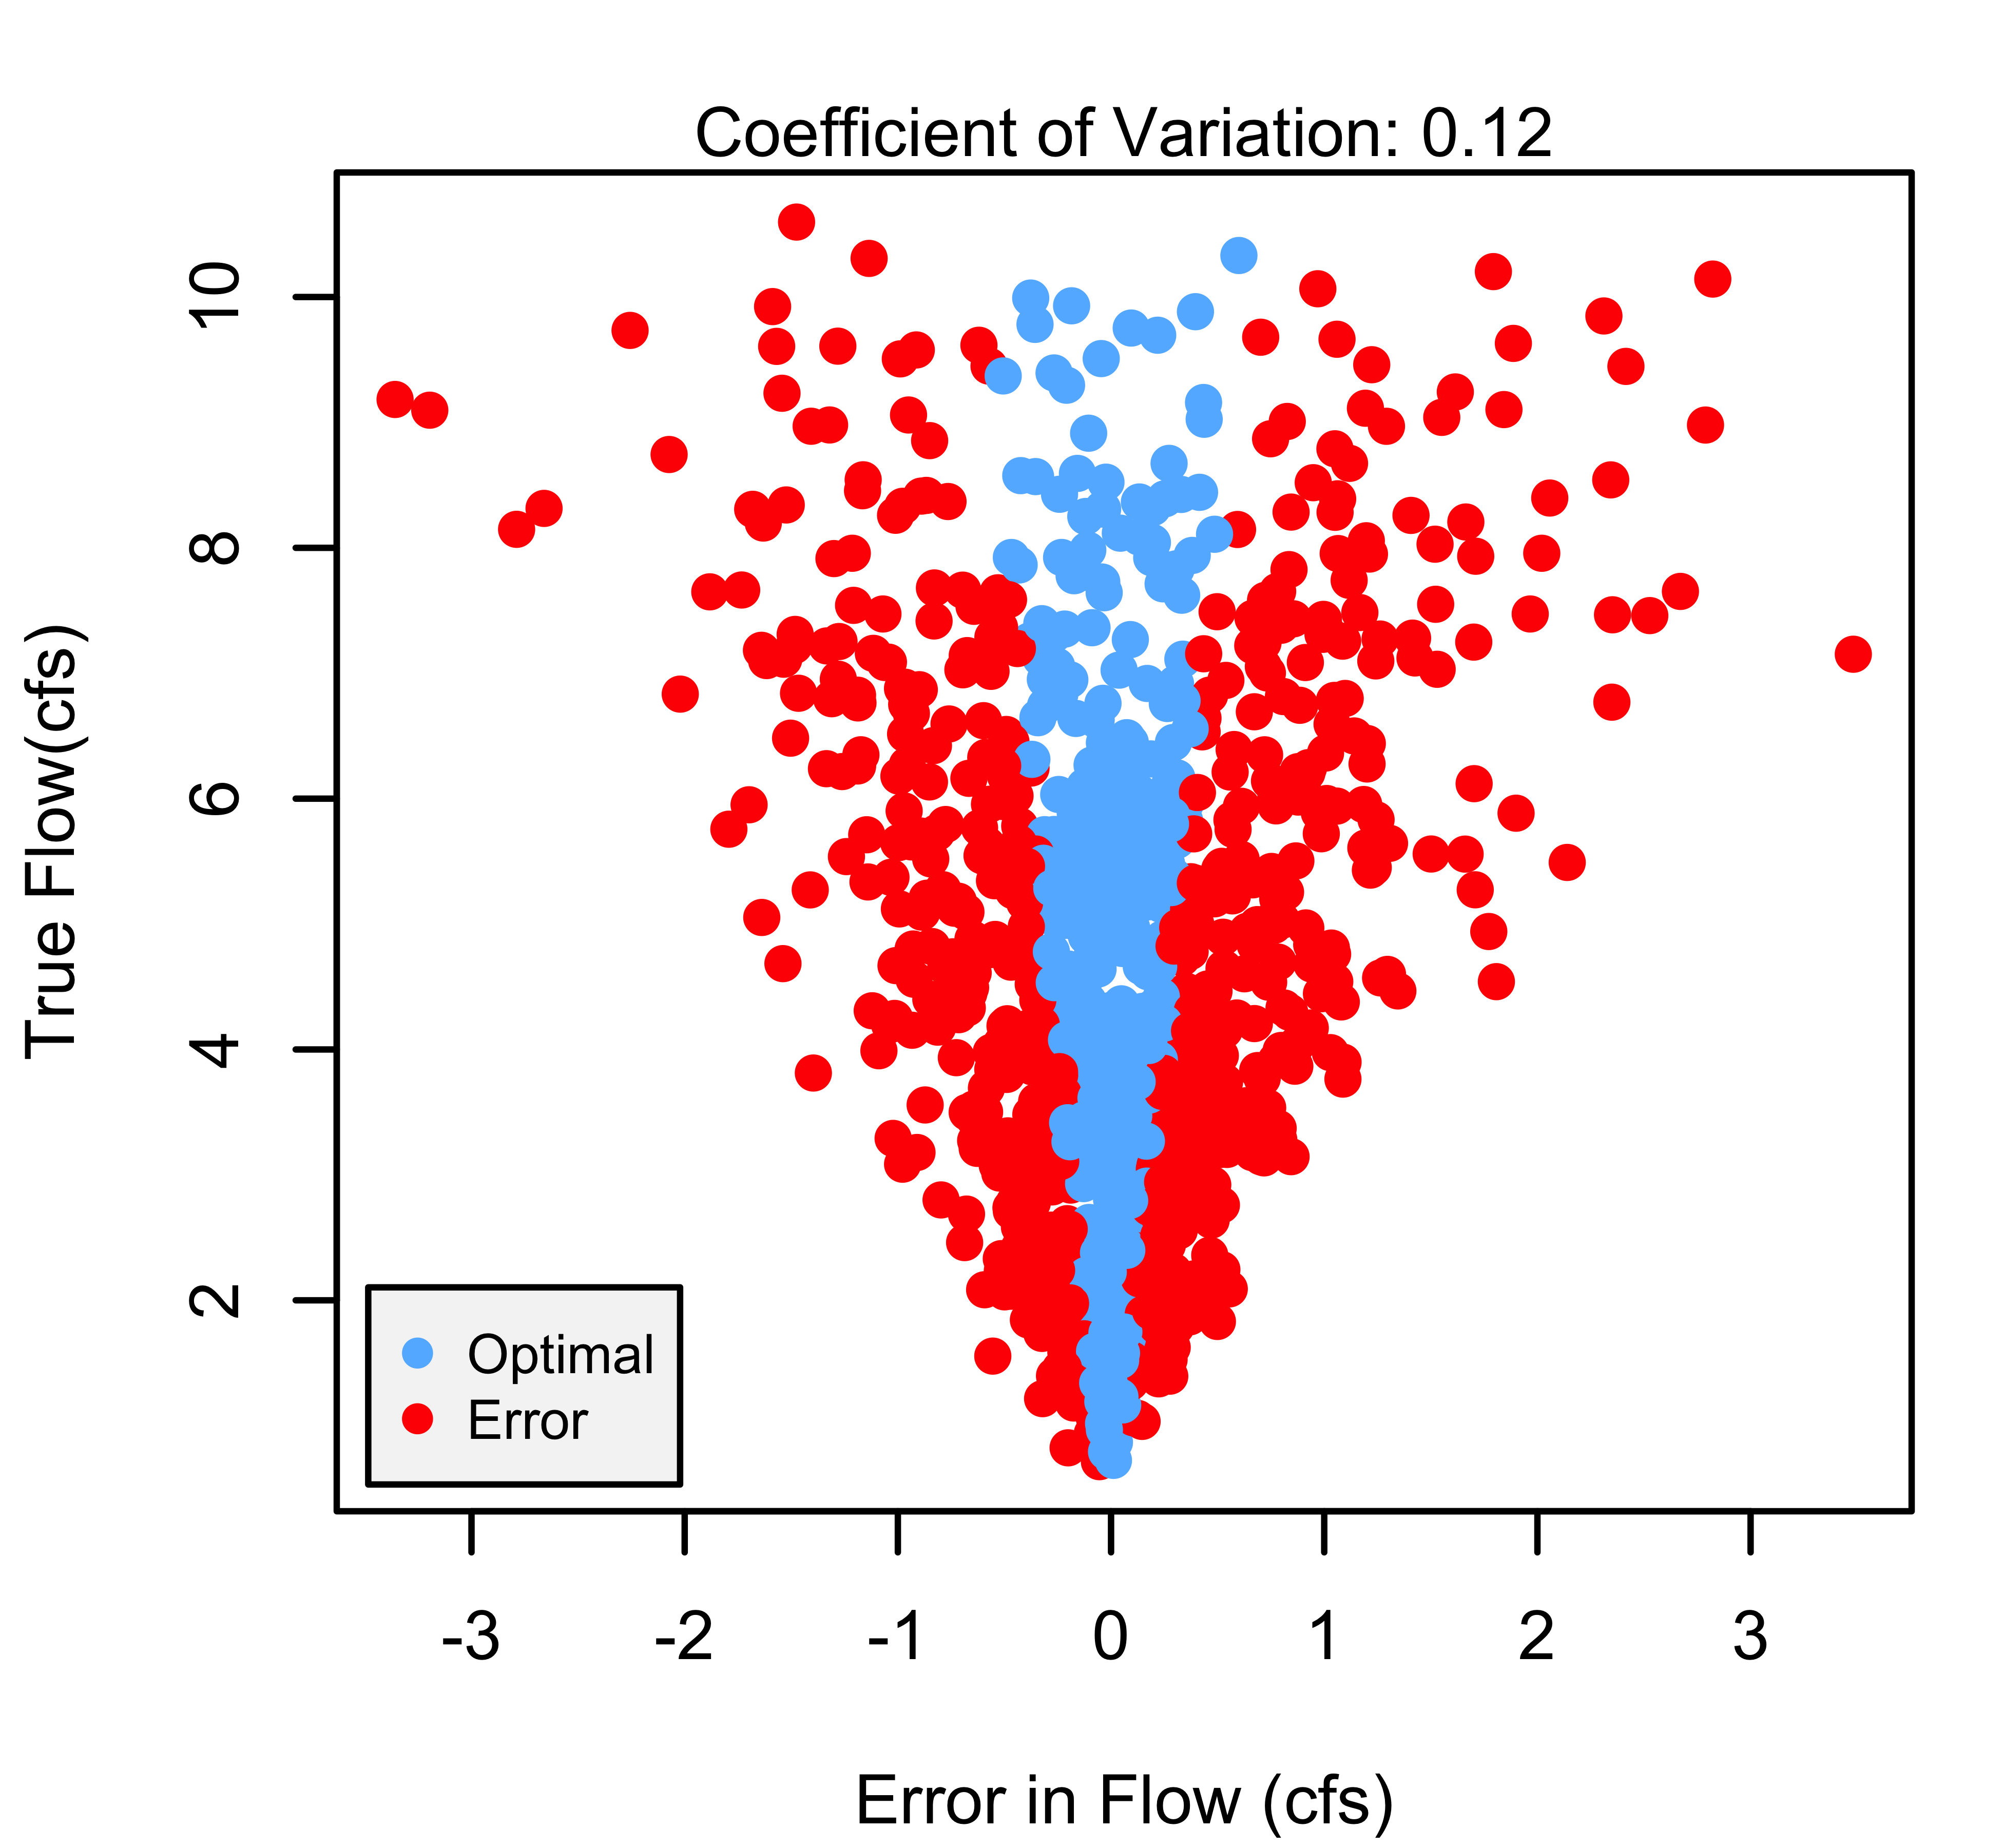 Coefficient of Variation: 0.12
True Flow(cfs)
10
8
6
4
2
Optimal
Error
-3 -2 -1 0 1 2 3
Error in Flow (cfs)